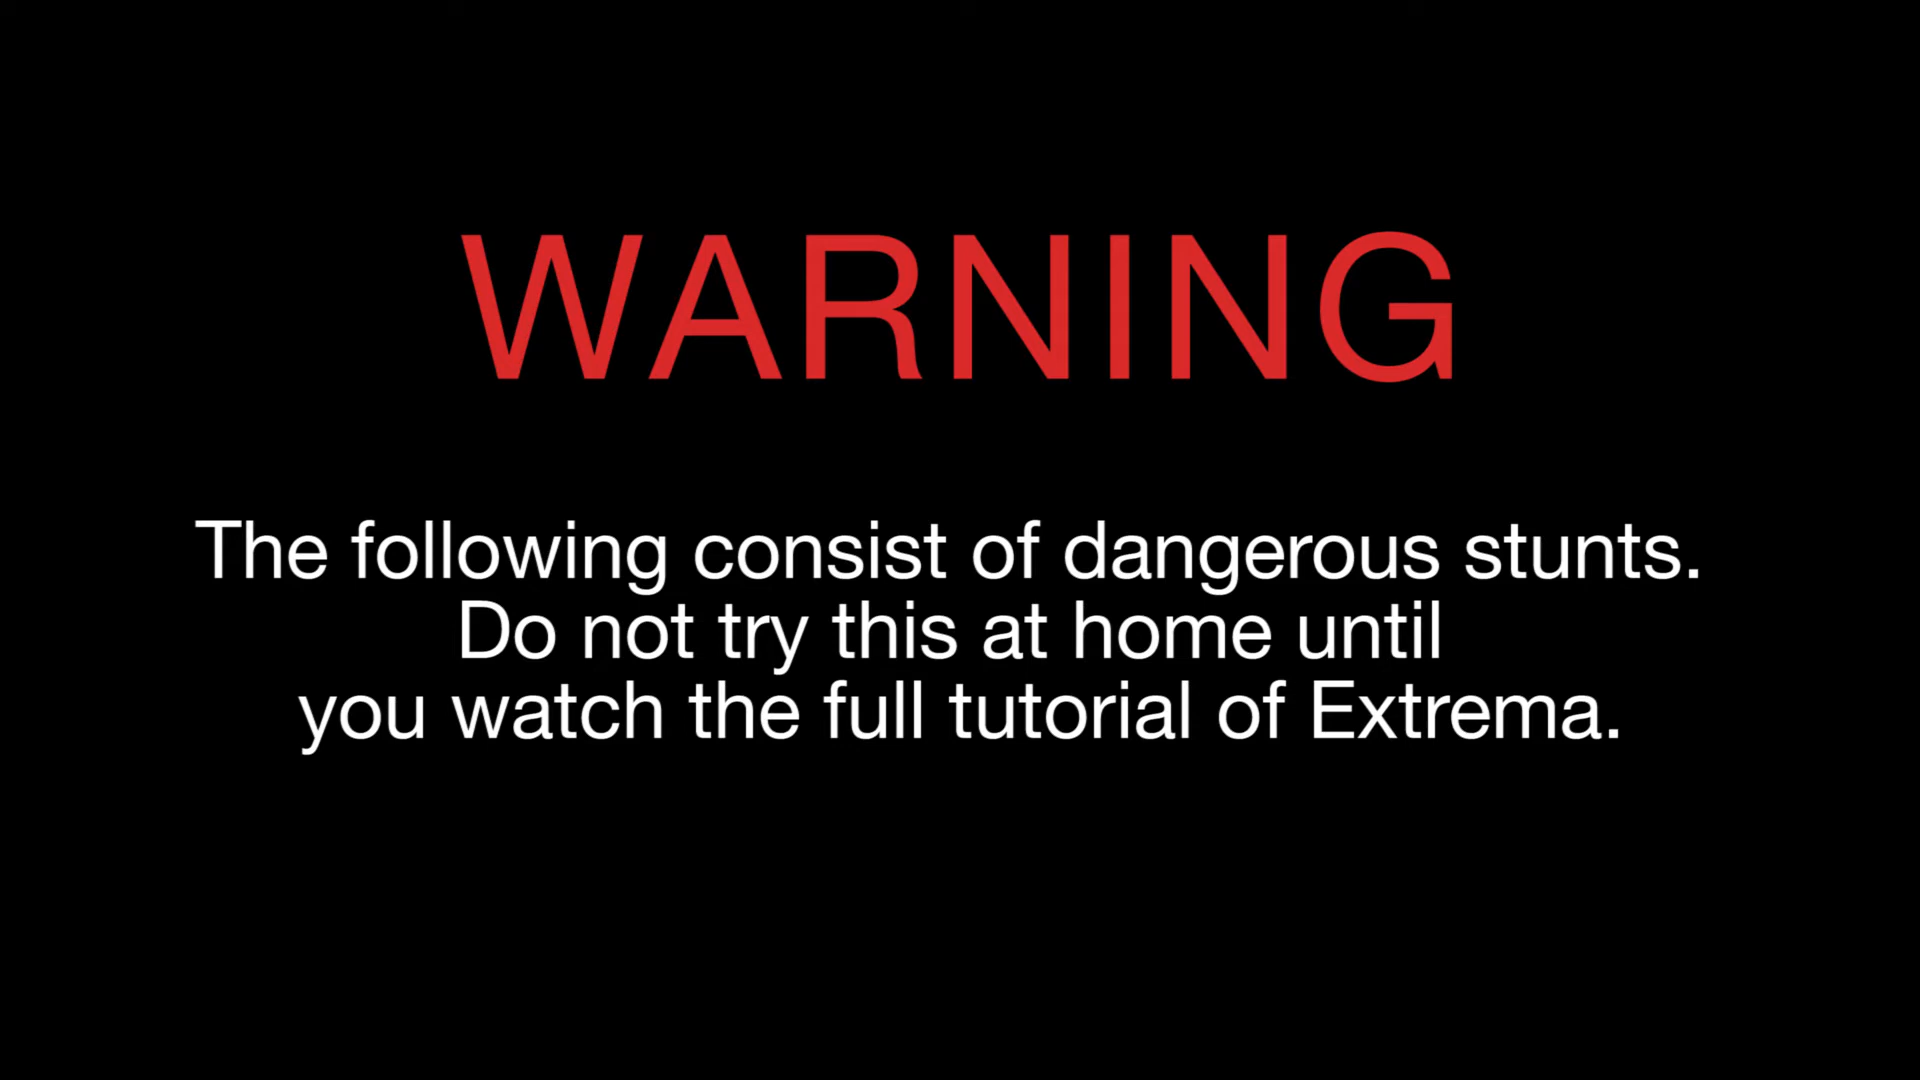 WARNING
The following consist of dangerous stunts.
Do not try this at home until
you watch the full tutorial of Extrema.